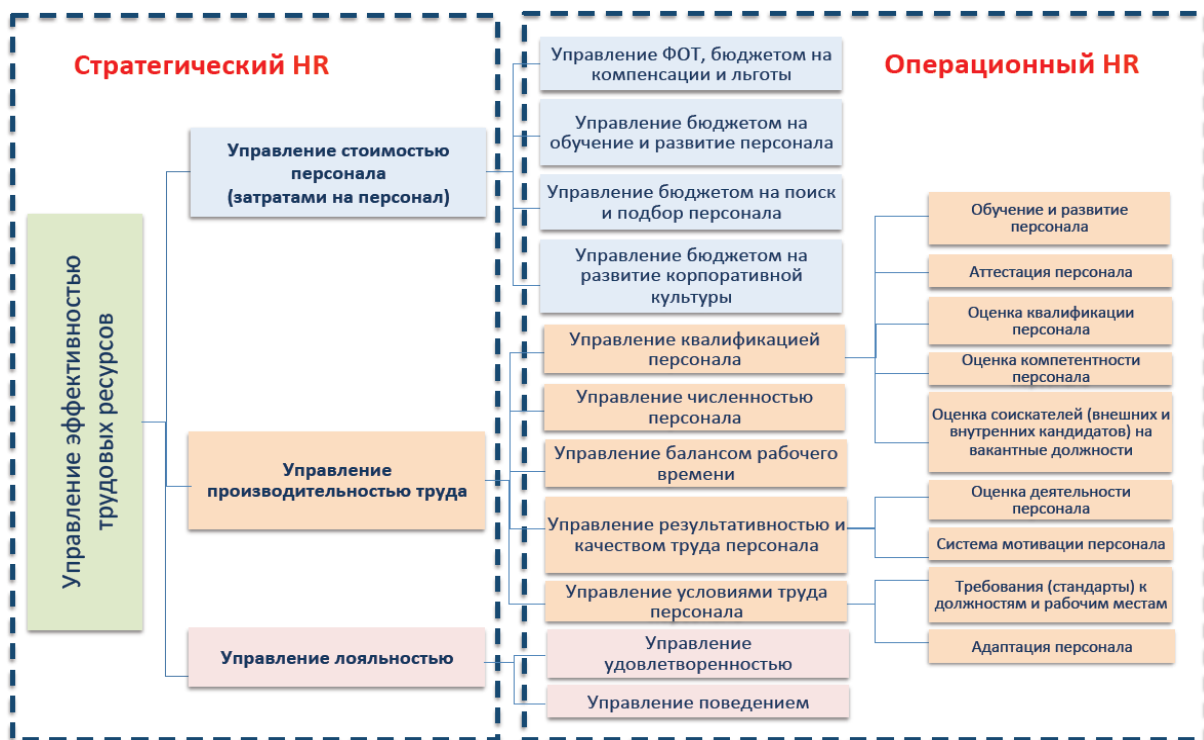 Стратегический HR
Операционный HR
Управление эффективностью
трудовых ресурсов
Управление стоимостью
персонала
(затратами на персонал)
Управление
производительностью труда
Управление лояльностью
Управление ФОТ, бюджетом на
компенсации и льготы
Управление бюджетом на
обучение и развитие персонала
Управление бюджетом на поиск
и подбор персонала
Управление бюджетом на
развитие корпоративной
культуры
Управление квалификацией
персонала
Управление численностью
персонала
Управление балансом рабочего
времени
Управление результативностью и
качеством труда персонала
Управление условиями труда
персонала
Управление
удовлетворенностью
Управление поведением
Обучение и развитие
персонала
Аттестация персонала
Оценка квалификации
персонала
Оценка компетентности
персонала
Оценка соискателей (внешних и
внутренних кандидатов) на
вакантные должности
Оценка деятельности
персонала
Система мотивации персонала
Требования (стандарты) к
должностям и рабочим местам
Адаптация персонала